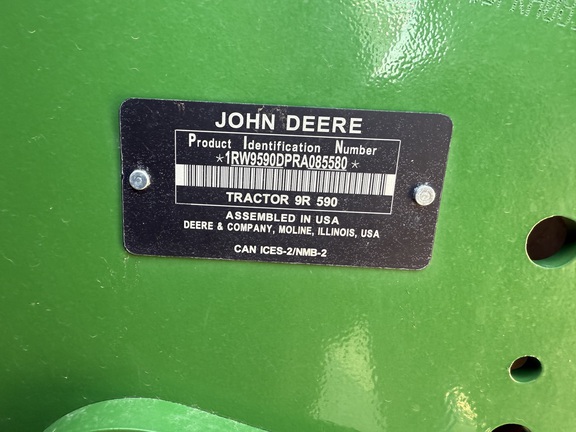 JOHN DEERE
Product Identification Number
*1RW9590DPRA085580*
TRACTOR 9R 590
ASSEMBLED IN USA
DEERE & COMPANY, MOLINE, ILLINOIS, USA
CAN ICES-2/NMB-2